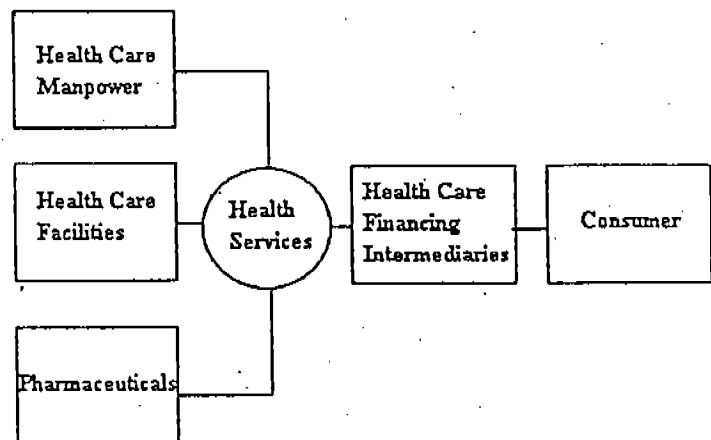 Health Care
Manpower
Health Care
Facilities
Health
Services
Health Care
Financing
Intermediaries
Consumer
Pharmaceuticals